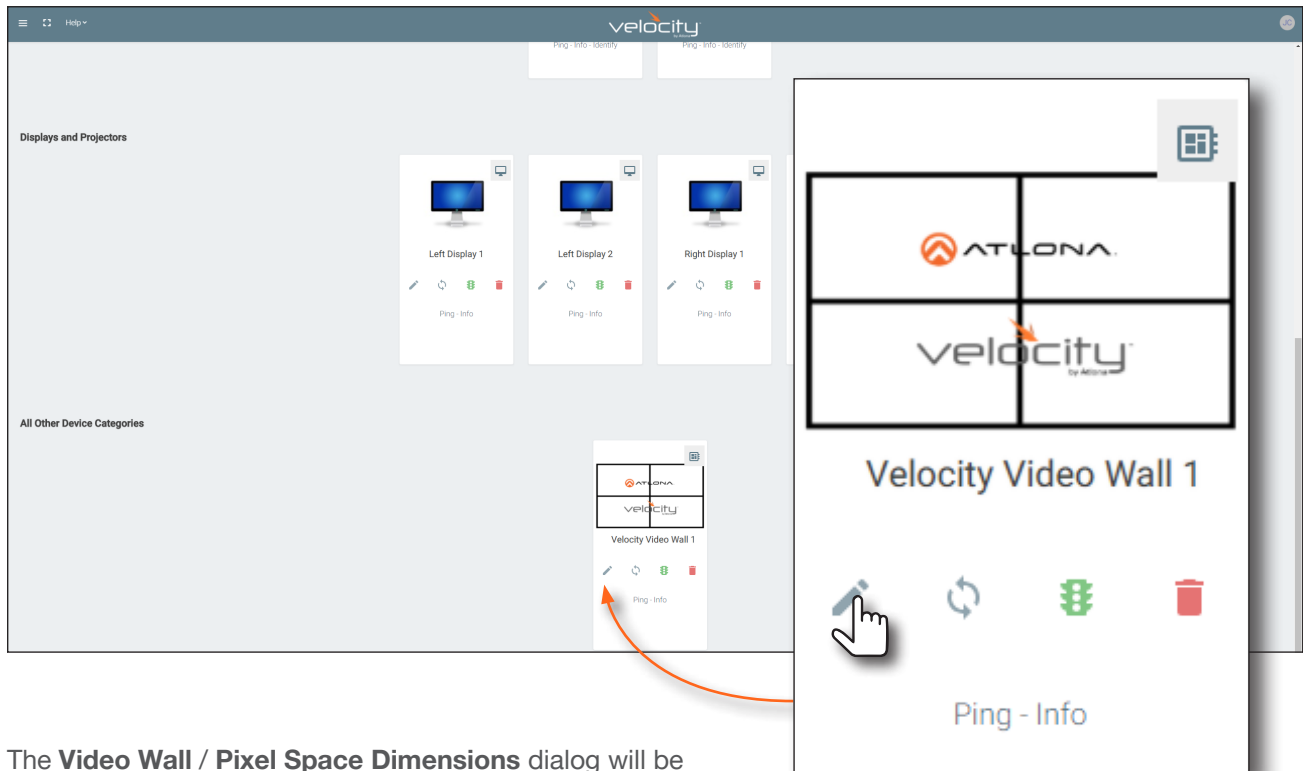 Help
velocity
by Atlona
JC
Ping - Info - Identify Ping - Info - Identify
Displays and Projectors
Left Display 1 Left Display 2 Right Display 1
Ping - Info Ping - Info Ping - Info
All Other Device Categories
ATLONA
velocity
Velocity Video Wall 1
Ping - Info
ATLONA.
velocity
by Atlona
Velocity Video Wall 1
Ping - Info
The Video Wall / Pixel Space Dimensions dialog will be